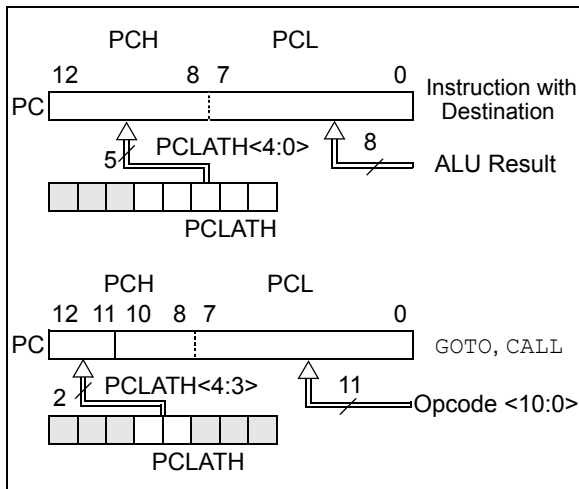 PCH PCL
12 8 7 0
PC
Instruction with
Destination
5
PCLATH<4:0>
8
ALU Result
PCLATH
PCH PCL
12 11 10 8 7 0
PC
GOTO, CALL
2
PCLATH<4:3>
11
Opcode <10:0>
PCLATH